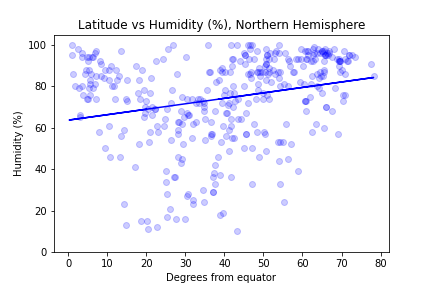 Latitude vs Humidity (%), Northern Hemisphere
100
80
60
40
20
0
Humidity (%)
0 10 20 30 40 50 60 70 80
Degrees from equator